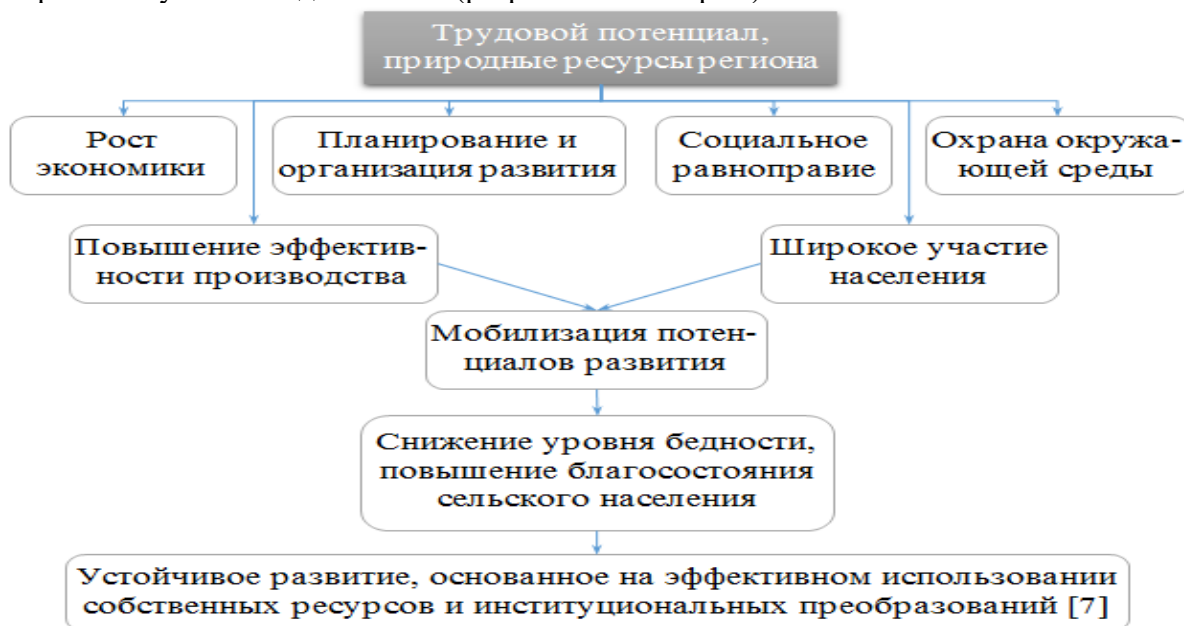 Трудовой потенциал,
природные ресурсы региона
Рост
экономики
Планирование и
организация развития
Социальное
равноправие
Охрана окружа-
ющей среды
Повышение эффектив-
ности производства
Широкое участие
населения
Мобилизация потен-
циалов развития
Снижение уровня бедности,
повышение благосостояния
сельского населения
Устойчивое развитие, основанное на эффективном использовании
собственных ресурсов и институциональных преобразований [7]